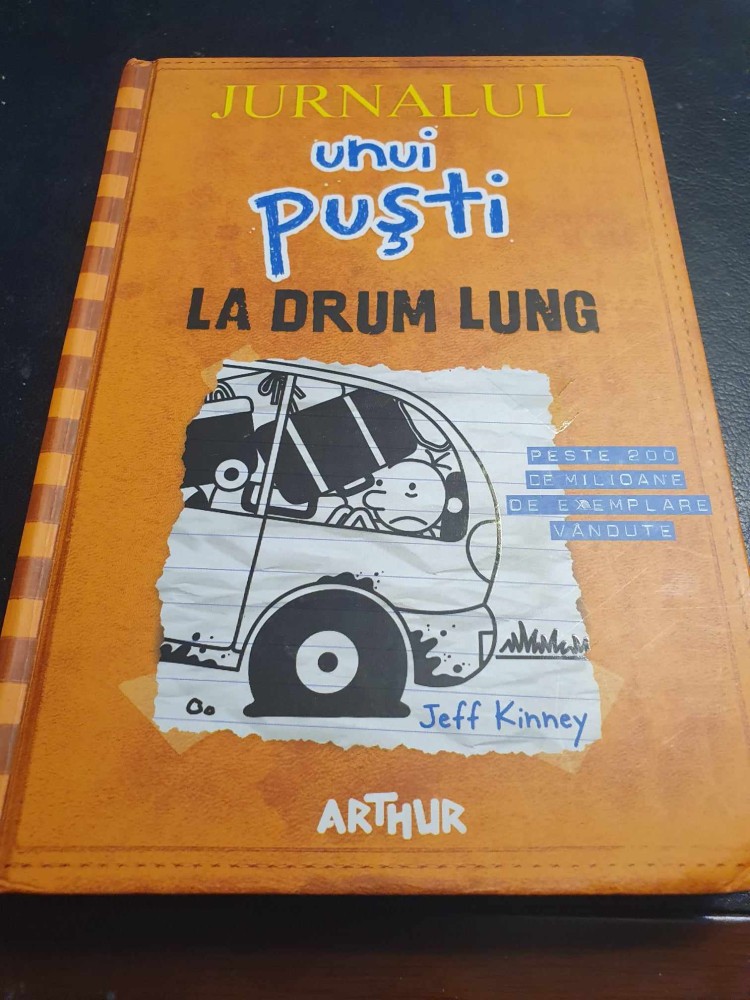 JURNALUL
unui
puşti
LA DRUM LUNG
PESTE 200
DE MILIOANE
DE EXEMPLARE
VÂNDUTE
Jeff Kinney
ARTHUR